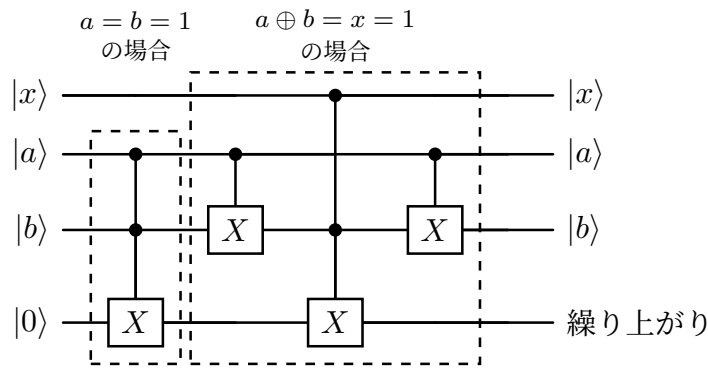 a = b = 1
の場合
a ⊕ b = x = 1
の場合
|x⟩
|x⟩
|a⟩
|a⟩
|b⟩
X
X
|b⟩
|0⟩
X
X
繰り上がり